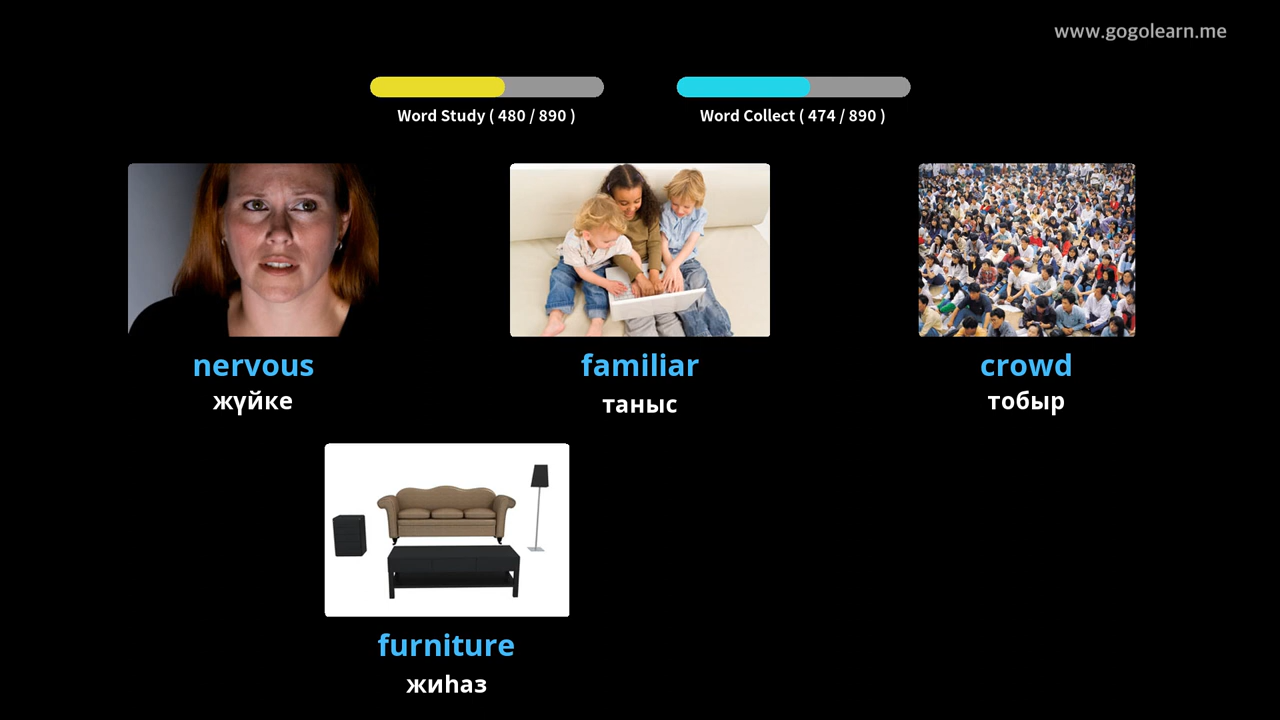 www.gogolearn.me
Word Study ( 480 / 890 )
Word Collect ( 474 / 890 )
nervous
жүйке
familiar
таныс
crowd
тобыр
furniture
жиһаз